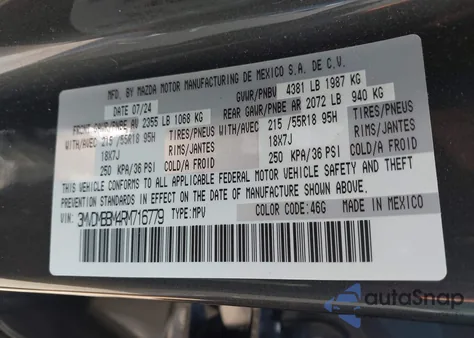 MFD. BY MAZDA MOTOR MANUFACTURING DE MEXICO S.A. DE C.V.
DATE 07/24 GVWR/PNBV 4381 LB 1987 KG
AV 2355 LB 1068 KG REAR GAWR/PNBE AR 2072 LB 940 KG
WITH/AVEC 215/55R18 95H TIRES/PNEUS WITH/AVEC 215/55R18 95H TIRES/PNEUS
18X7J RIMS/JANTES 18X7J RIMS/JANTES
250 KPA/36 PSI COLD/A FROID 250 KPA/36 PSI COLD/A FROID
THIS VEHICLE CONFORMS TO ALL APPLICABLE FEDERAL MOTOR VEHICLE SAFETY AND THEFT
PREVENTION STANDARDS IN EFFECT ON THE DATE OF MANUFACTURE SHOWN ABOVE.
VIN: 3MVDMBBM4RM716779 TYPE:MPV COLOR CODE:46G MADE IN MEXICO
autoSnap